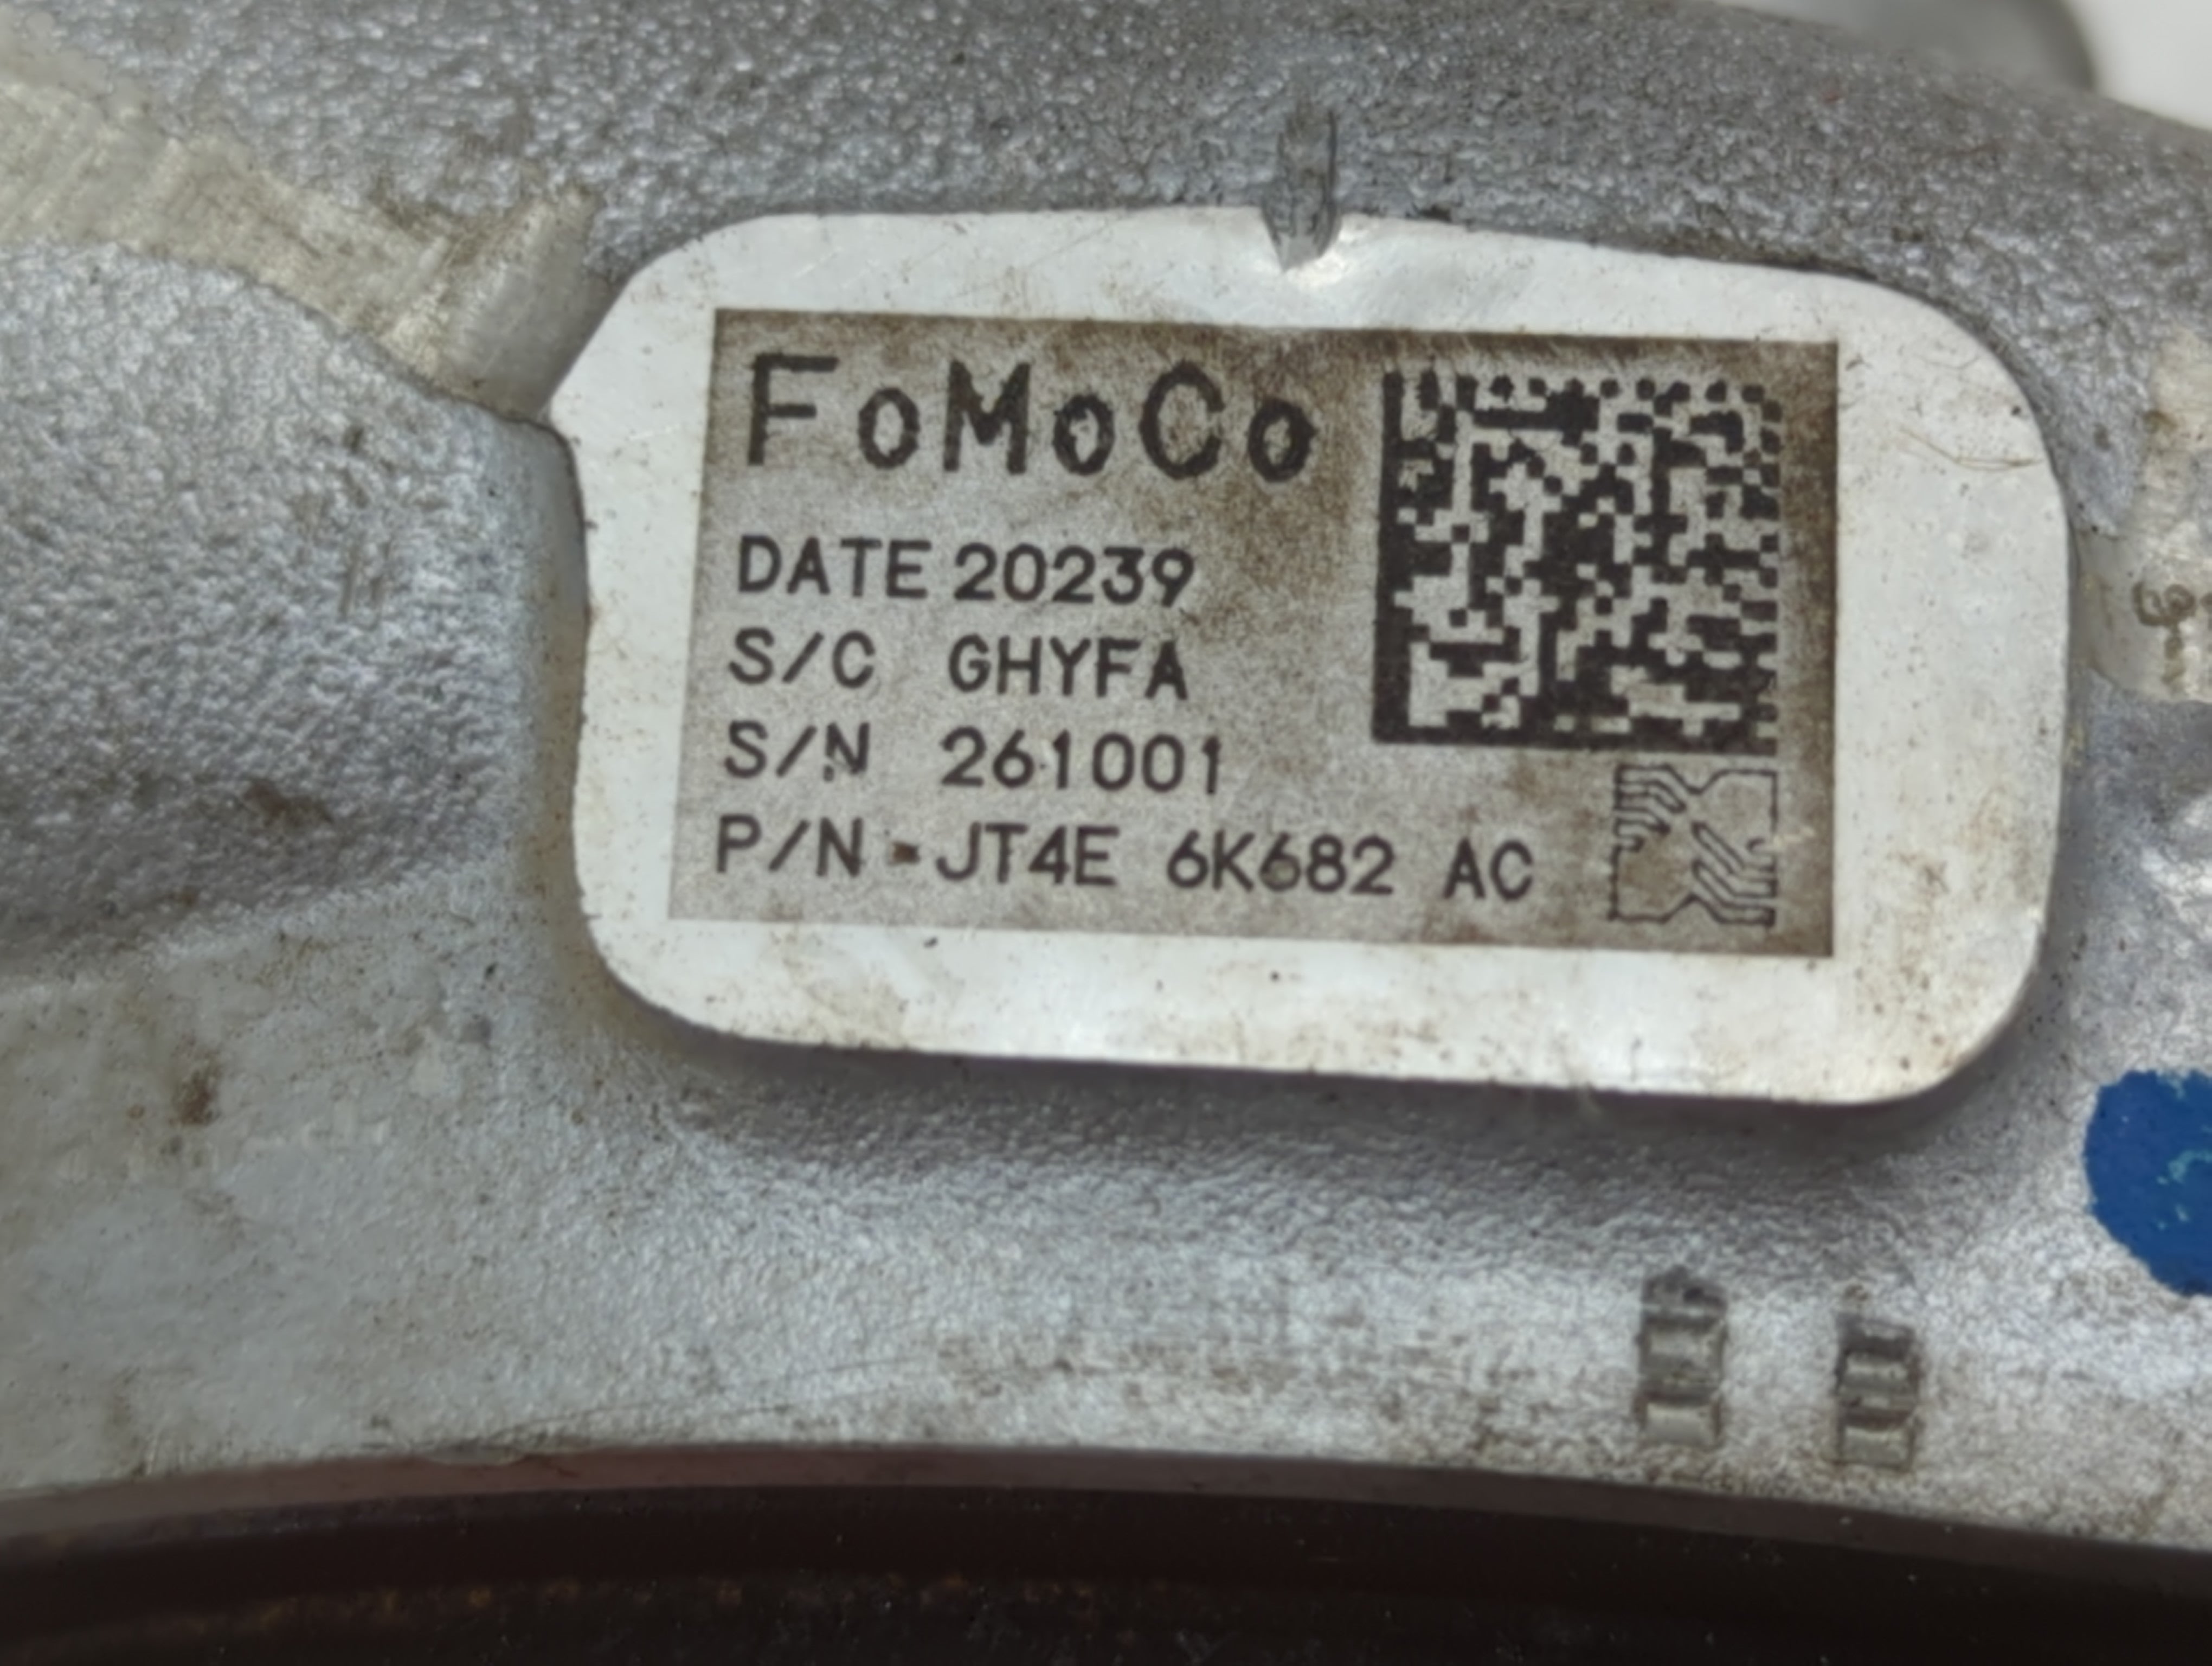 FoMoCo
DATE 20239
S/C GHYFA
S/N 261001
P/N - JT4E 6K682 AC